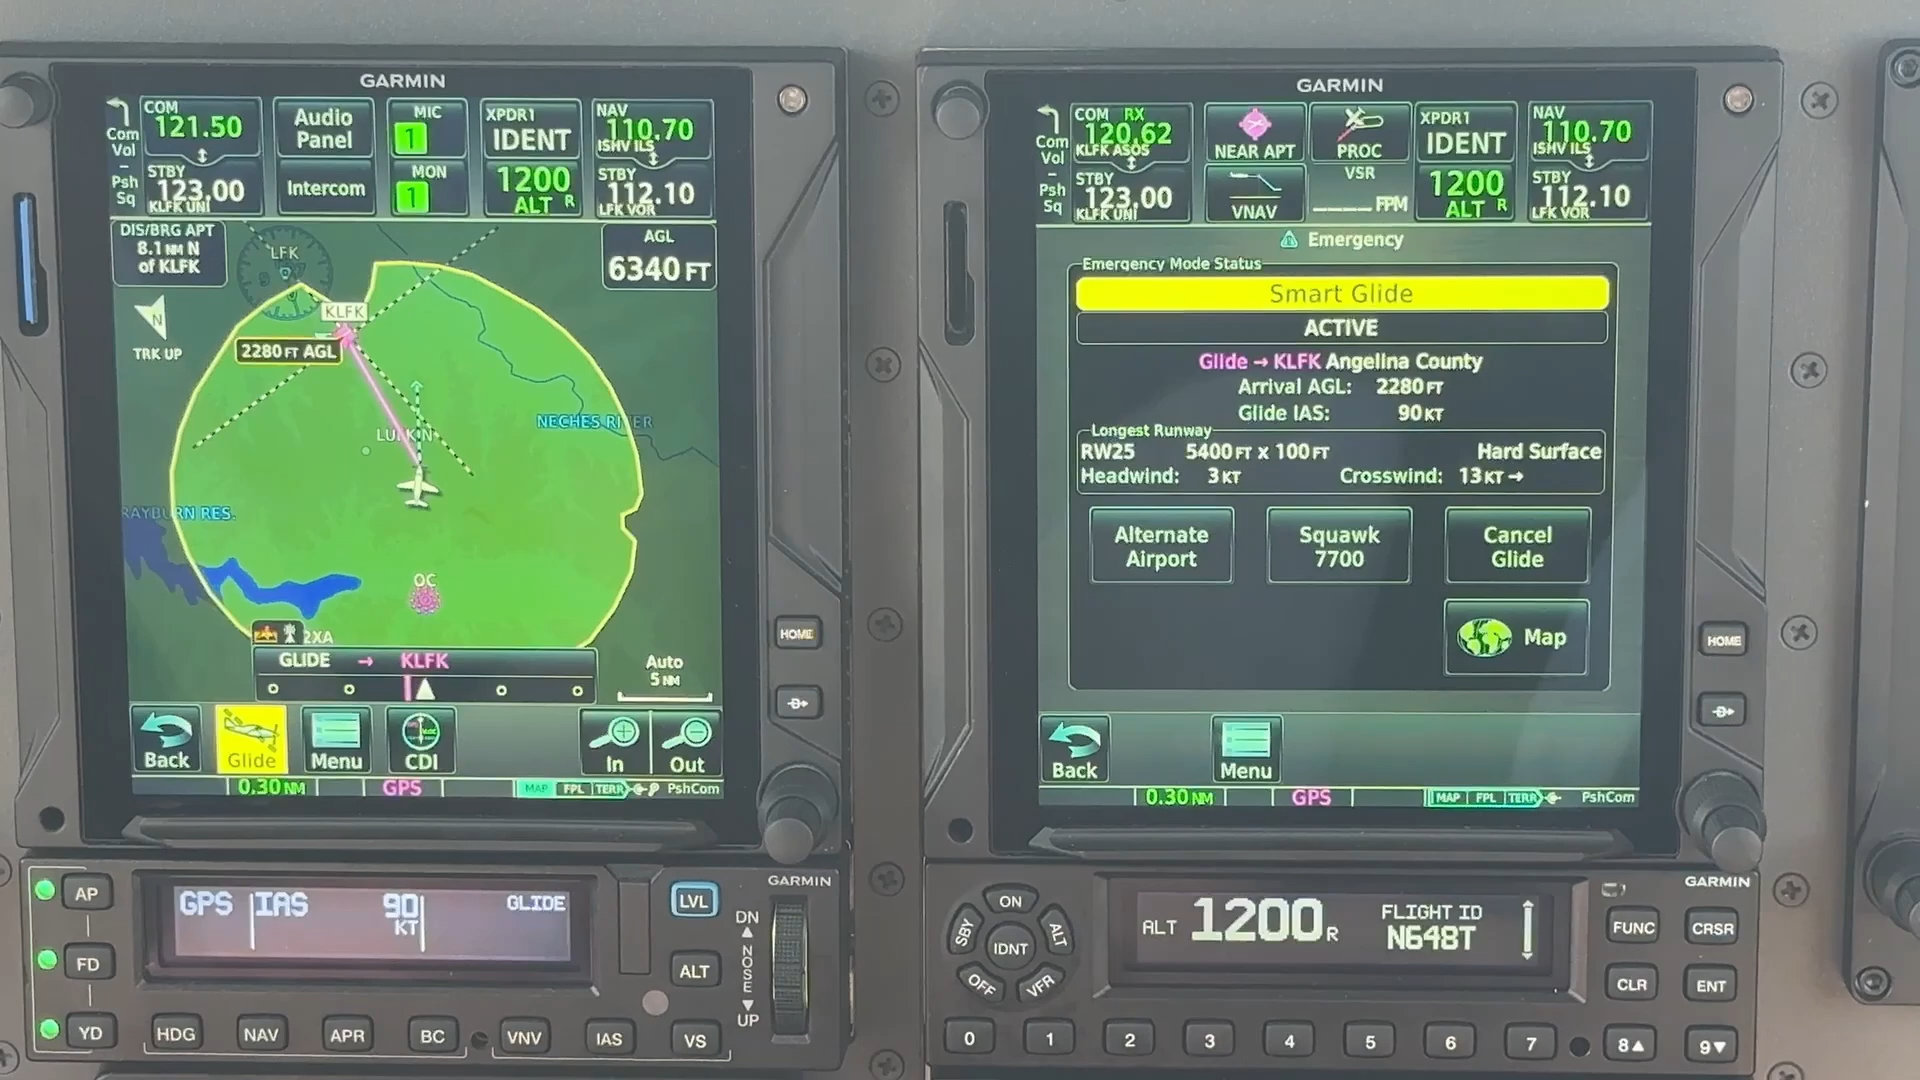 GARMIN
Com Vol
–
Psh Sq
COM
121.50
STBY
123.00
KLFK UNI
Audio Panel
Intercom
MIC
1
MON
1
XPDR1
IDENT
1200
ALT R
NAV
110.70
ISHV ILS
STBY
112.10
LFK VOR
DIS/BRG APT
8.1 NM N
of KLFK
AGL
6340 FT
N
TRK UP
LFK
KLFK
2280 FT AGL
NECHES RIVER
RAYBURN RES.
OC
2XA
GLIDE → KLFK
Auto
5 NM
Back
Glide
Menu
CDI
In
Out
0.30 NM
GPS
MAP FPL TERR
PshCom
HOME
GARMIN
AP
FD
YD
GPS IAS 90 KT GLIDE
LVL
ALT
DN
NOSE
UP
HDG NAV APR BC VNV IAS VS
GARMIN
Com Vol
–
Psh Sq
COM RX
120.62
KLFK ASOS
STBY
123.00
KLFK UNI
NEAR APT
PROC
VNAV
VSR
_____FPM
XPDR1
IDENT
1200
ALT R
NAV
110.70
ISHV ILS
STBY
112.10
LFK VOR
Emergency
Emergency Mode Status
Smart Glide
ACTIVE
Glide → KLFK Angelina County
Arrival AGL: 2280 FT
Glide IAS: 90 KT
Longest Runway
RW25 5400 FT x 100 FT Hard Surface
Headwind: 3 KT Crosswind: 13 KT →
Alternate Airport
Squawk 7700
Cancel Glide
Map
Back
Menu
0.30 NM
GPS
MAP FPL TERR
PshCom
HOME
GARMIN
ON
SBY
ALT
IDNT
OFF
VFR
ALT 1200 R
FLIGHT ID
N648T
FUNC
CRSR
CLR
ENT
0 1 2 3 4 5 6 7 8▲ 9▼